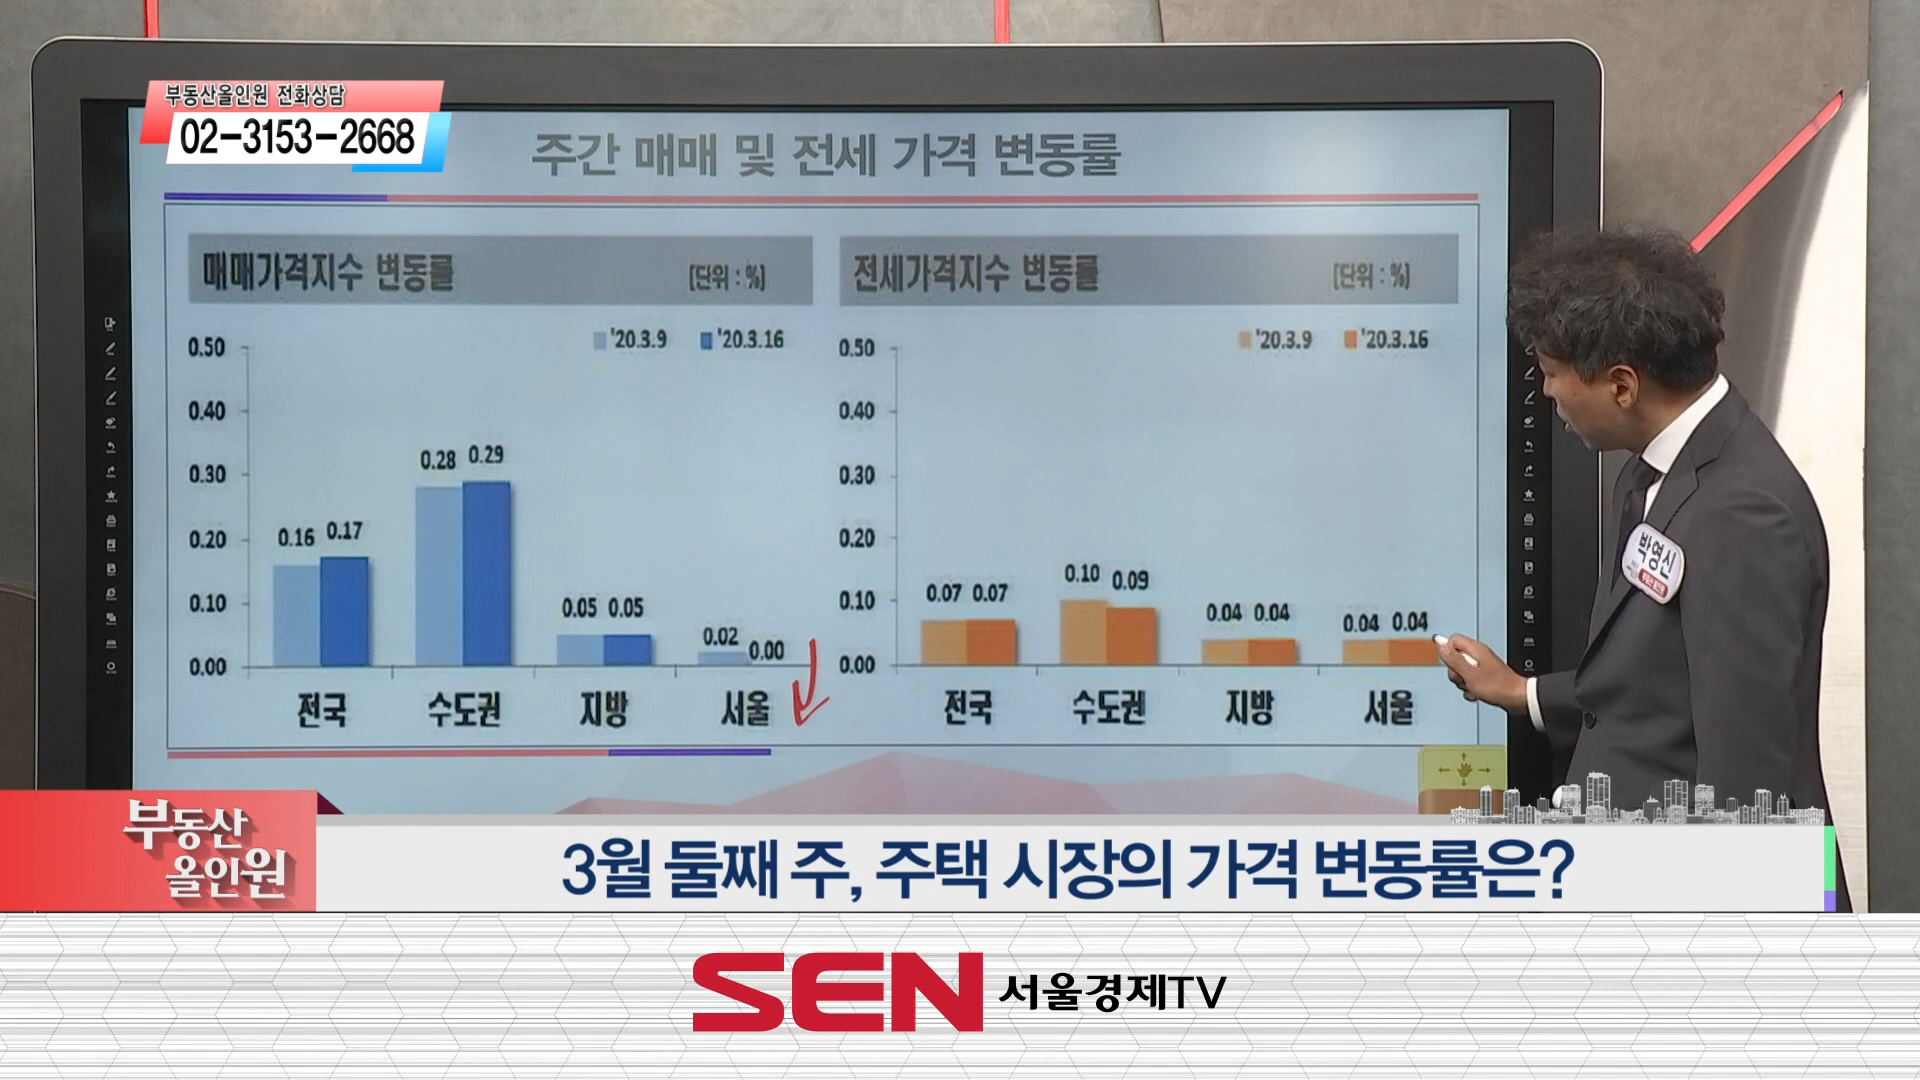 부동산올인원 전화상담
02-3153-2668
주간 매매 및 전세 가격 변동률
매매가격지수 변동률 [단위 : %]
'20.3.9 '20.3.16
0.50
0.40
0.30
0.20
0.10
0.00
0.16 0.17
0.28 0.29
0.05 0.05
0.02 0.00
전국 수도권 지방 서울
전세가격지수 변동률 [단위 : %]
'20.3.9 '20.3.16
0.50
0.40
0.30
0.20
0.10
0.00
0.07 0.07
0.10 0.09
0.04 0.04
0.04 0.04
전국 수도권 지방 서울
박영신
부동산
올인원
3월 둘째 주, 주택 시장의 가격 변동률은?
SEN 서울경제TV